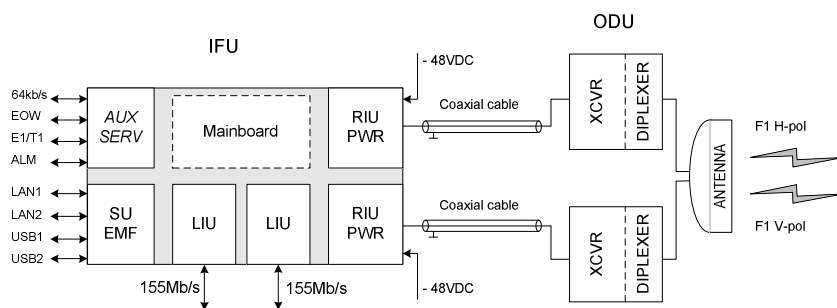 IFU
ODU
- 48VDC
64kb/s
EOW
E1/T1
ALM
AUX
SERV
Mainboard
RIU
PWR
Coaxial cable
XCVR
DIPLEXER
F1 H-pol
ANTENNA
LAN1
LAN2
USB1
USB2
SU
EMF
LIU
LIU
RIU
PWR
Coaxial cable
XCVR
DIPLEXER
F1 V-pol
155Mb/s
155Mb/s
- 48VDC